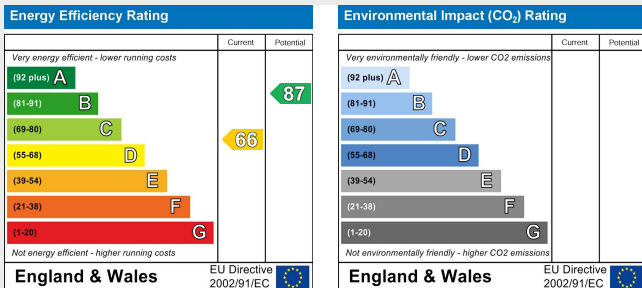 Energy Efficiency Rating
Current Potential
Very energy efficient - lower running costs
(92 plus) A
(81-91) B
87
(69-80) C
66
(55-68) D
(39-54) E
(21-38) F
(1-20) G
Not energy efficient - higher running costs
England & Wales
EU Directive
2002/91/EC
Environmental Impact (CO2) Rating
Current Potential
Very environmentally friendly - lower CO2 emissions
(92 plus) A
(81-91) B
(69-80) C
(55-68) D
(39-54) E
(21-38) F
(1-20) G
Not environmentally friendly - higher CO2 emissions
England & Wales
EU Directive
2002/91/EC